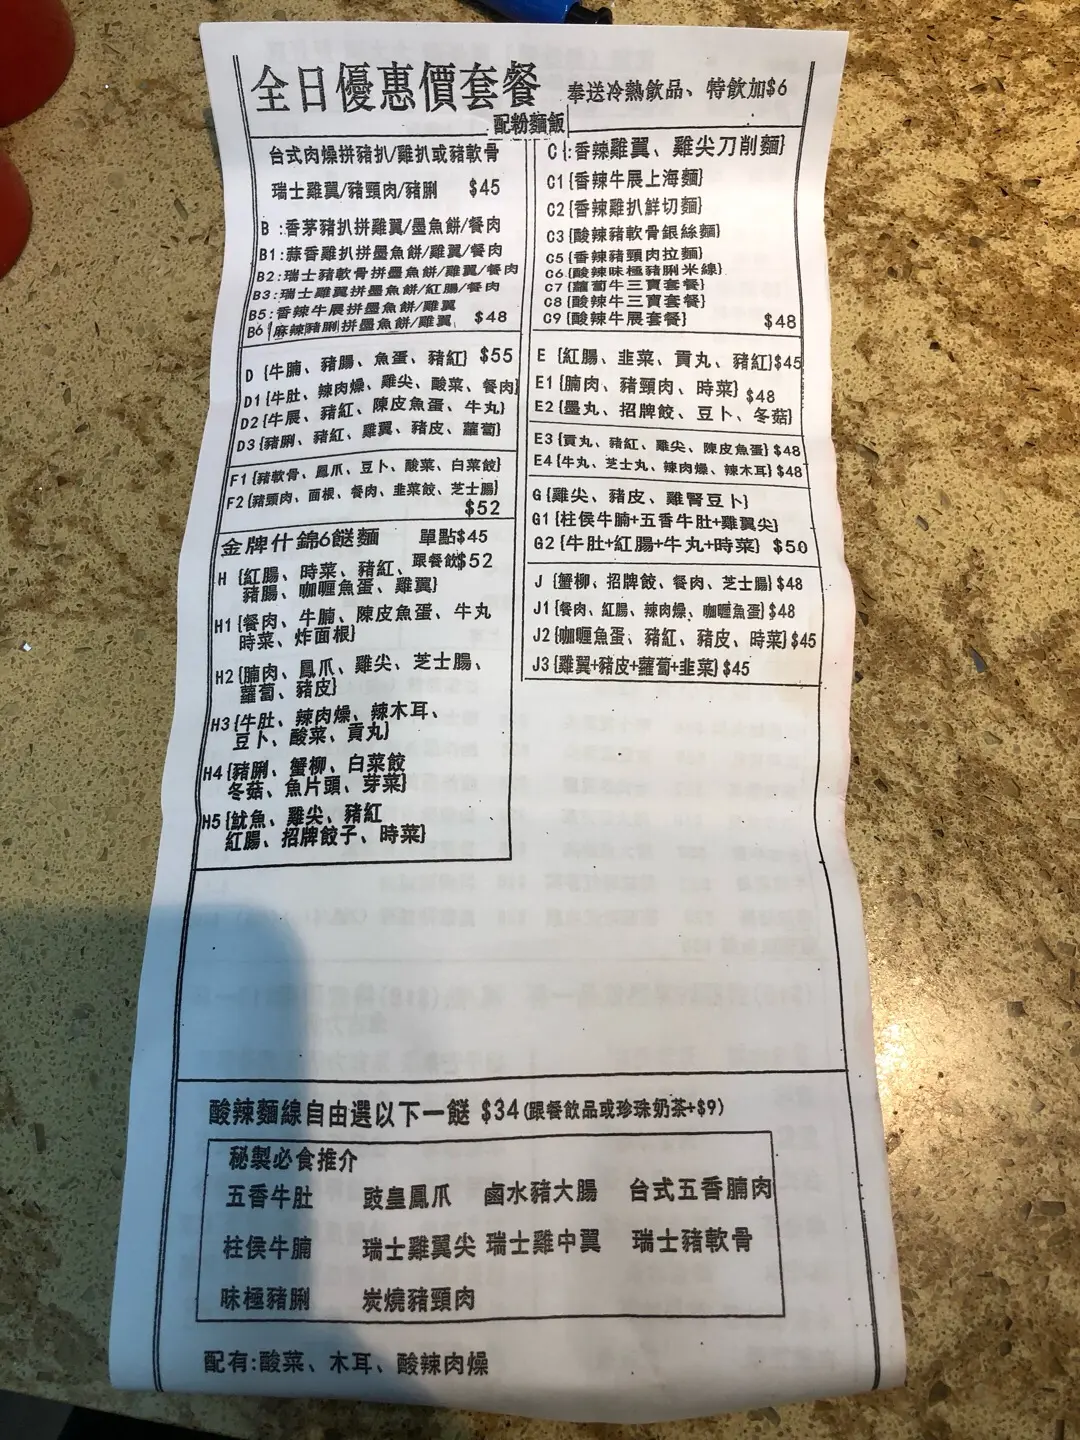 全日優惠價套餐 奉送冷熱飲品、特飲加$6
配粉麵飯
台式肉燥拼豬扒/雞扒或豬軟骨
瑞士雞翼/豬頸肉/豬脷 $45
B :香茅豬扒拼雞翼/墨魚餅/餐肉
B1:蒜香雞扒拼墨魚餅/雞翼/餐肉
B2:瑞士豬軟骨拼墨魚餅/雞翼/餐肉
B3:瑞士雞翼拼墨魚餅/紅腸/餐肉
B5:香辣牛展拼墨魚餅/雞翼
B6 麻辣豬脷拼墨魚餅/雞翼 $48
C {:香辣雞翼、雞尖刀削麵}
C1{香辣牛展上海麵}
C2{香辣雞扒鮮切麵}
C3{酸辣豬軟骨銀絲麵}
C5{香辣豬頸肉拉麵}
C6{酸辣味極豬脷米線}
C7{蘿蔔牛三寶套餐}
C8{酸辣牛三寶套餐}
C9{酸辣牛展套餐} $48
D {牛腩、豬腸、魚蛋、豬紅} $55
D1{牛肚、辣肉燥、雞尖、酸菜、餐肉}
D2{牛展、豬紅、陳皮魚蛋、牛丸}
D3{豬脷、豬紅、雞翼、豬皮、蘿蔔}
E {紅腸、韭菜、貢丸、豬紅}$45
E1{腩肉、豬頸肉、時菜} $48
E2{墨丸、招牌餃、豆卜、冬菇}
E3{貢丸、豬紅、雞尖、陳皮魚蛋}$48
E4{牛丸、芝士丸、辣肉燥、辣木耳}$48
F1{豬軟骨、鳳爪、豆卜、酸菜、白菜餃}
F2{豬頸肉、面根、餐肉、韭菜餃、芝士腸}
$52
G{雞尖、豬皮、雞腎豆卜}
G1{柱侯牛腩+五香牛肚+雞翼尖}
G2{牛肚+紅腸+牛丸+時菜} $50
金牌什錦6餸麵 單點$45
跟餐飲$52
H {紅腸、時菜、豬紅、
豬腸、咖喱魚蛋、雞翼}
H1{餐肉、牛腩、陳皮魚蛋、牛丸
時菜、炸面根}
H2{腩肉、鳳爪、雞尖、芝士腸、
蘿蔔、豬皮}
H3{牛肚、辣肉燥、辣木耳、
豆卜、酸菜、貢丸}
H4{豬脷、蟹柳、白菜餃
冬菇、魚片頭、芽菜}
H5{魷魚、雞尖、豬紅
紅腸、招牌餃子、時菜}
J {蟹柳、招牌餃、餐肉、芝士腸}$48
J1{餐肉、紅腸、辣肉燥、咖喱魚蛋}$48
J2{咖喱魚蛋、豬紅、豬皮、時菜}$45
J3{雞翼+豬皮+蘿蔔+韭菜}$45
酸辣麵線自由選以下一餸 $34(跟餐飲品或珍珠奶茶+$9)
秘製必食推介
五香牛肚 豉皇鳳爪 鹵水豬大腸 台式五香腩肉
柱侯牛腩 瑞士雞翼尖 瑞士雞中翼 瑞士豬軟骨
味極豬脷 炭燒豬頸肉
配有:酸菜、木耳、酸辣肉燥